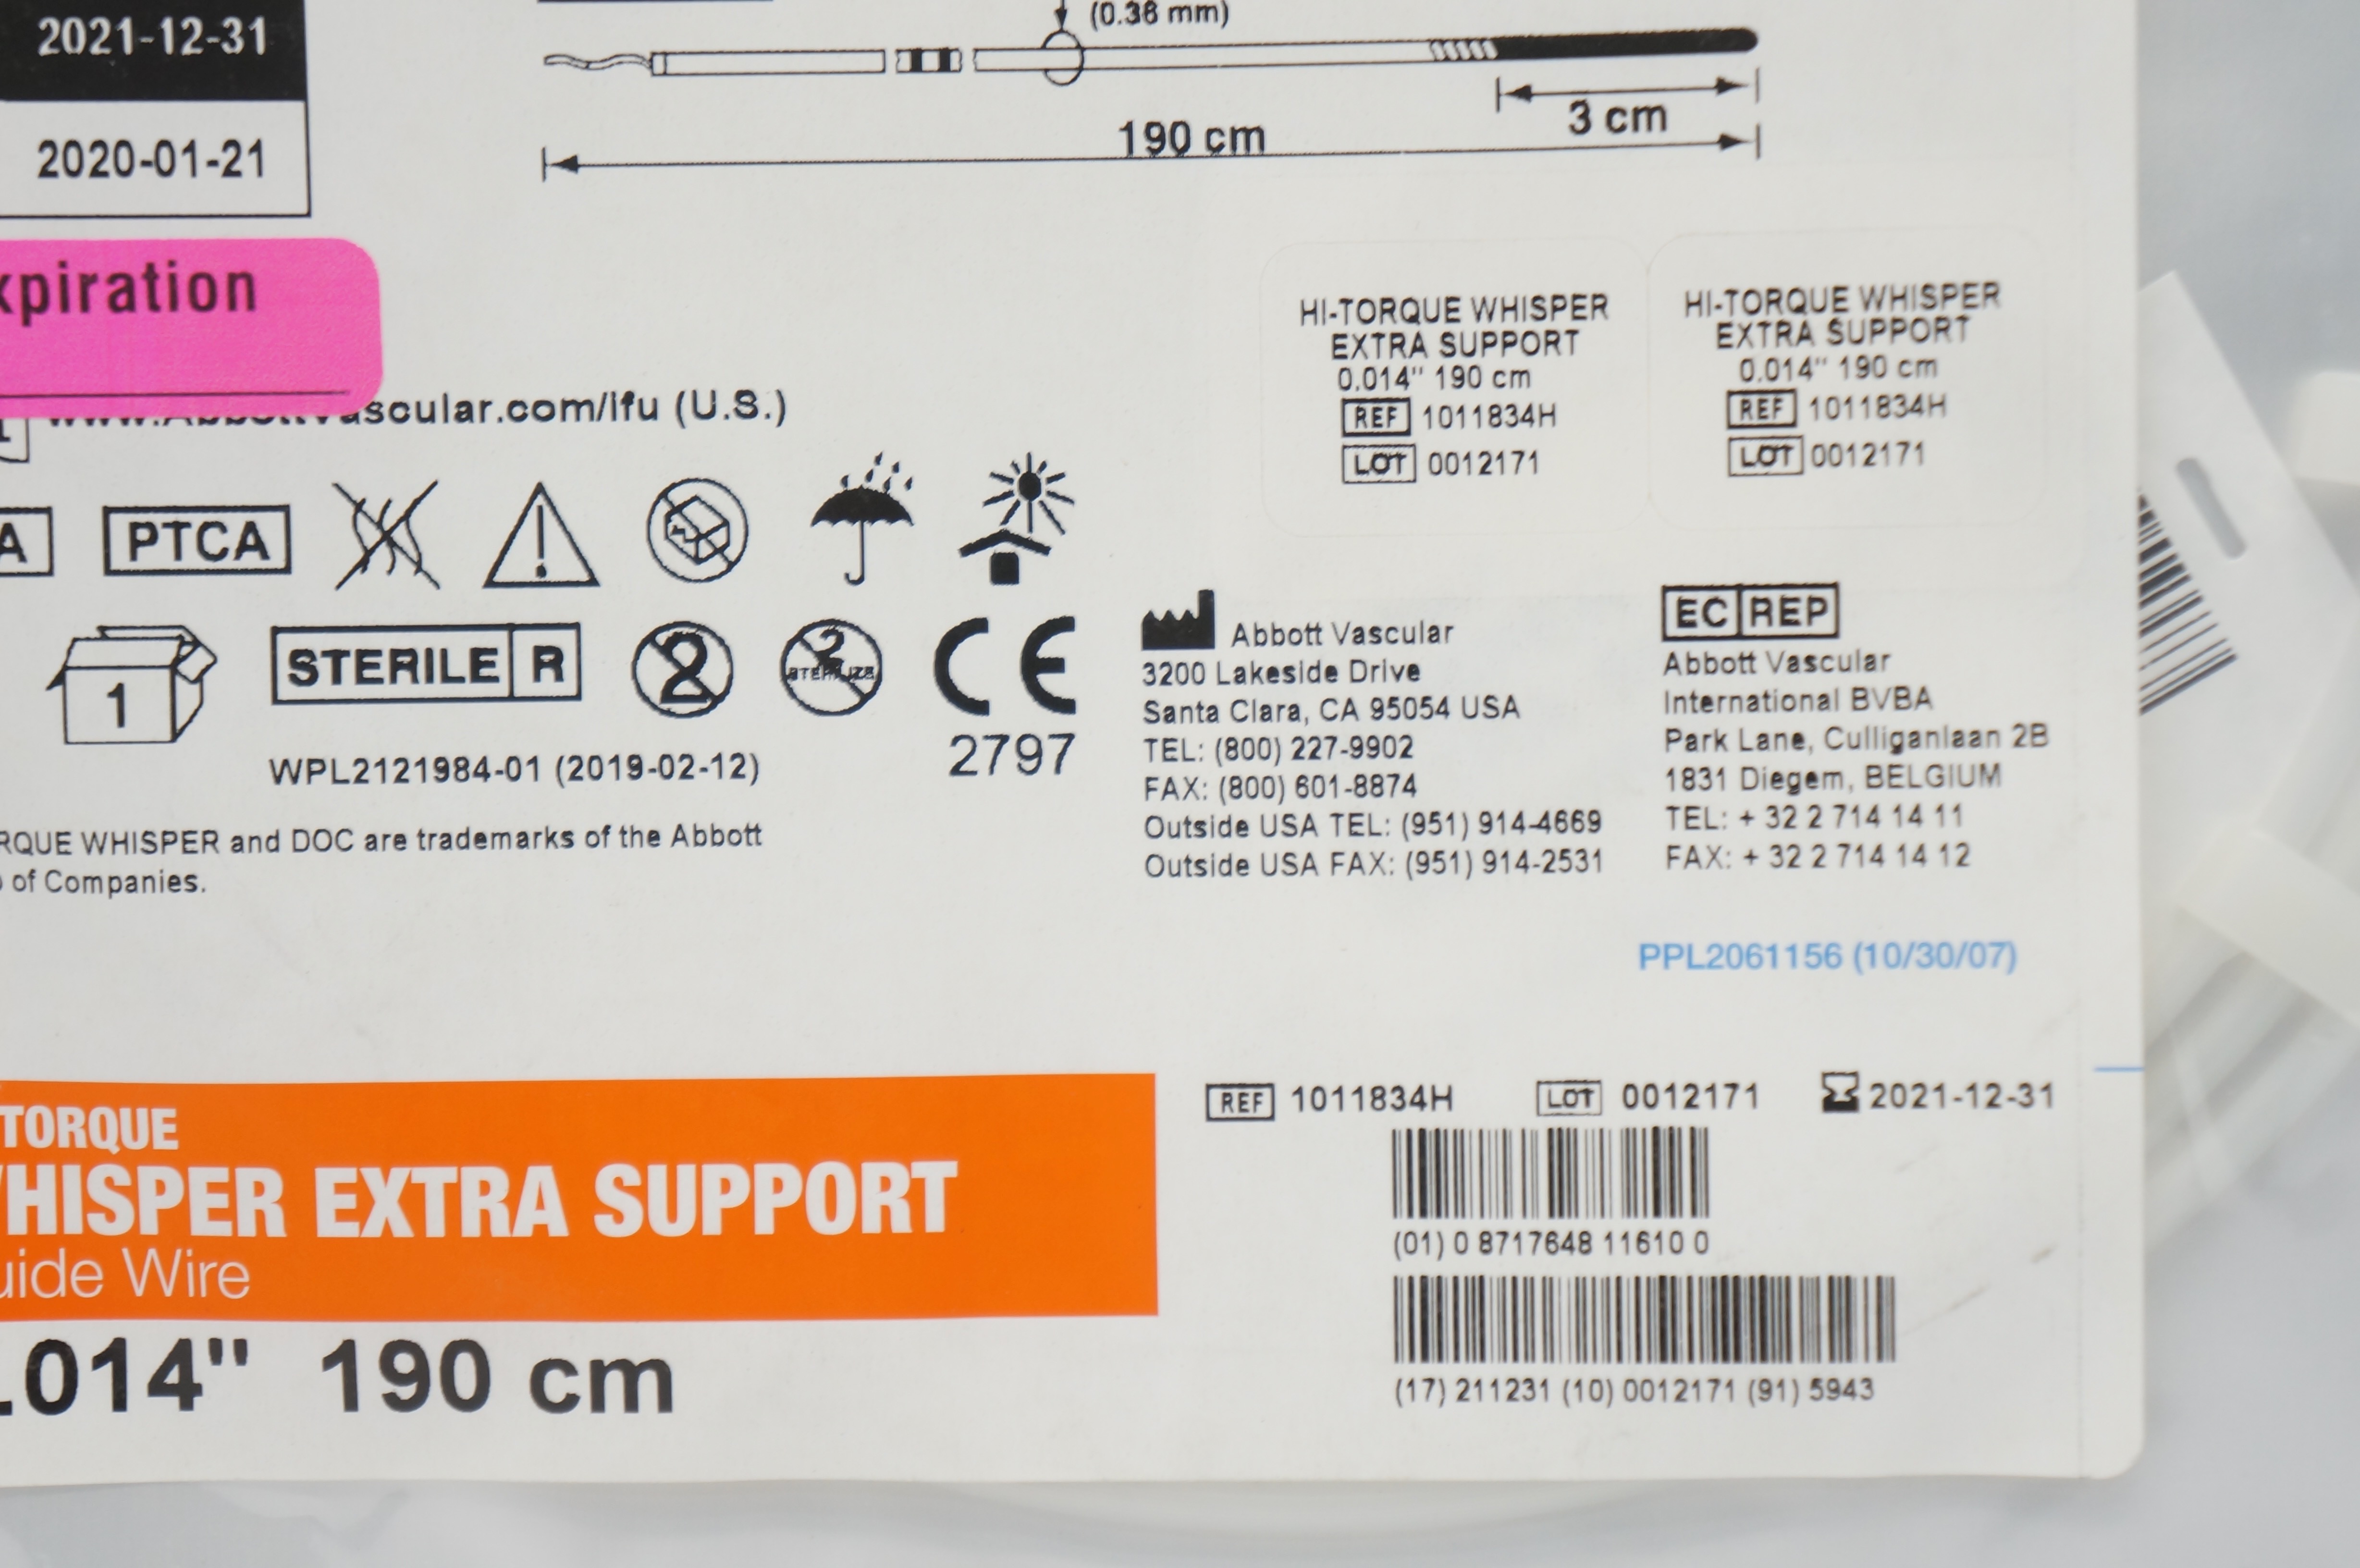 2021-12-31
2020-01-21
(0.36 mm)
3 cm
190 cm
xpiration
ascular.com/ifu (U.S.)
A
PTCA
1
STERILE R
2
2
STERILIZE
CE
2797
WPL2121984-01 (2019-02-12)
RQUE WHISPER and DOC are trademarks of the Abbott
of Companies.
HI-TORQUE WHISPER
EXTRA SUPPORT
0.014" 190 cm
REF 1011834H
LOT 0012171
HI-TORQUE WHISPER
EXTRA SUPPORT
0.014" 190 cm
REF 1011834H
LOT 0012171
Abbott Vascular
3200 Lakeside Drive
Santa Clara, CA 95054 USA
TEL: (800) 227-9902
FAX: (800) 601-8874
Outside USA TEL: (951) 914-4669
Outside USA FAX: (951) 914-2531
EC REP
Abbott Vascular
International BVBA
Park Lane, Culliganlaan 2B
1831 Diegem, BELGIUM
TEL: + 32 2 714 14 11
FAX: + 32 2 714 14 12
PPL2061156 (10/30/07)
TORQUE
HISPER EXTRA SUPPORT
uide Wire
.014" 190 cm
REF 1011834H LOT 0012171 2021-12-31
(01) 0 8717648 11610 0
(17) 211231 (10) 0012171 (91) 5943